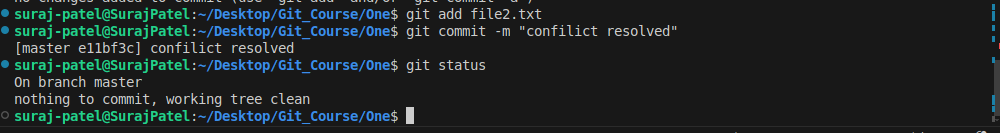 no changes added to commit (use "git add" and/or "git commit -a")
suraj-patel@SurajPatel:~/Desktop/Git_Course/One$ git add file2.txt
suraj-patel@SurajPatel:~/Desktop/Git_Course/One$ git commit -m "confilict resolved"
[master e11bf3c] confilict resolved
suraj-patel@SurajPatel:~/Desktop/Git_Course/One$ git status
On branch master
nothing to commit, working tree clean
suraj-patel@SurajPatel:~/Desktop/Git_Course/One$